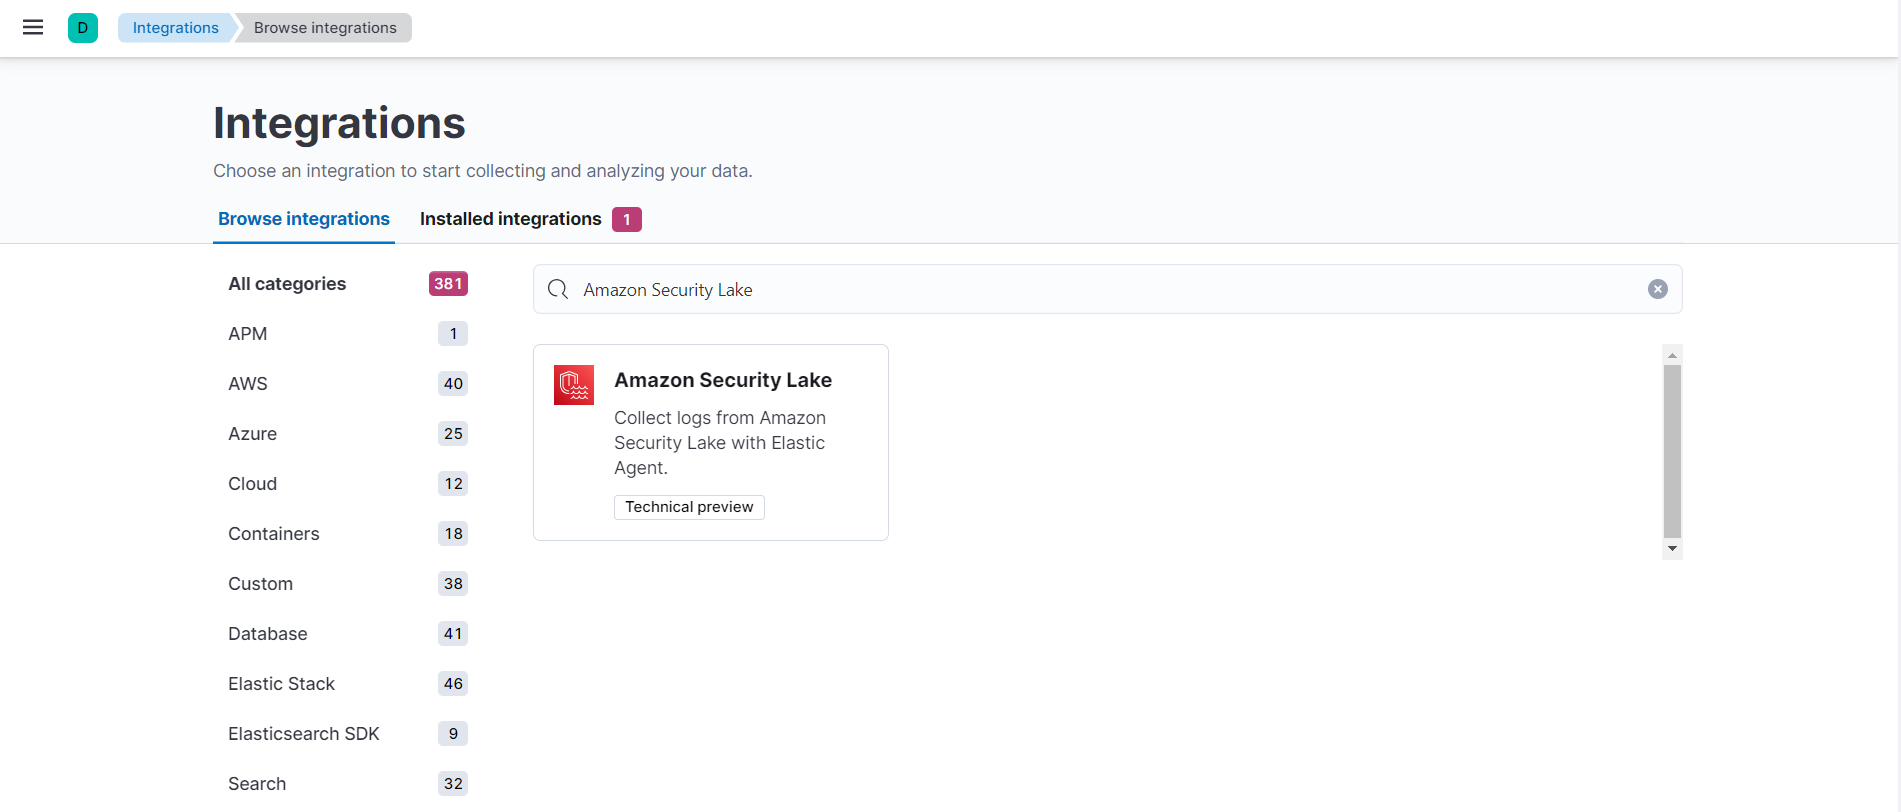 D Integrations Browse integrations
Integrations
Choose an integration to start collecting and analyzing your data.
Browse integrations Installed integrations 1
All categories 381
APM 1
AWS 40
Azure 25
Cloud 12
Containers 18
Custom 38
Database 41
Elastic Stack 46
Elasticsearch SDK 9
Search 32
Amazon Security Lake
Amazon Security Lake
Collect logs from Amazon
Security Lake with Elastic
Agent.
Technical preview